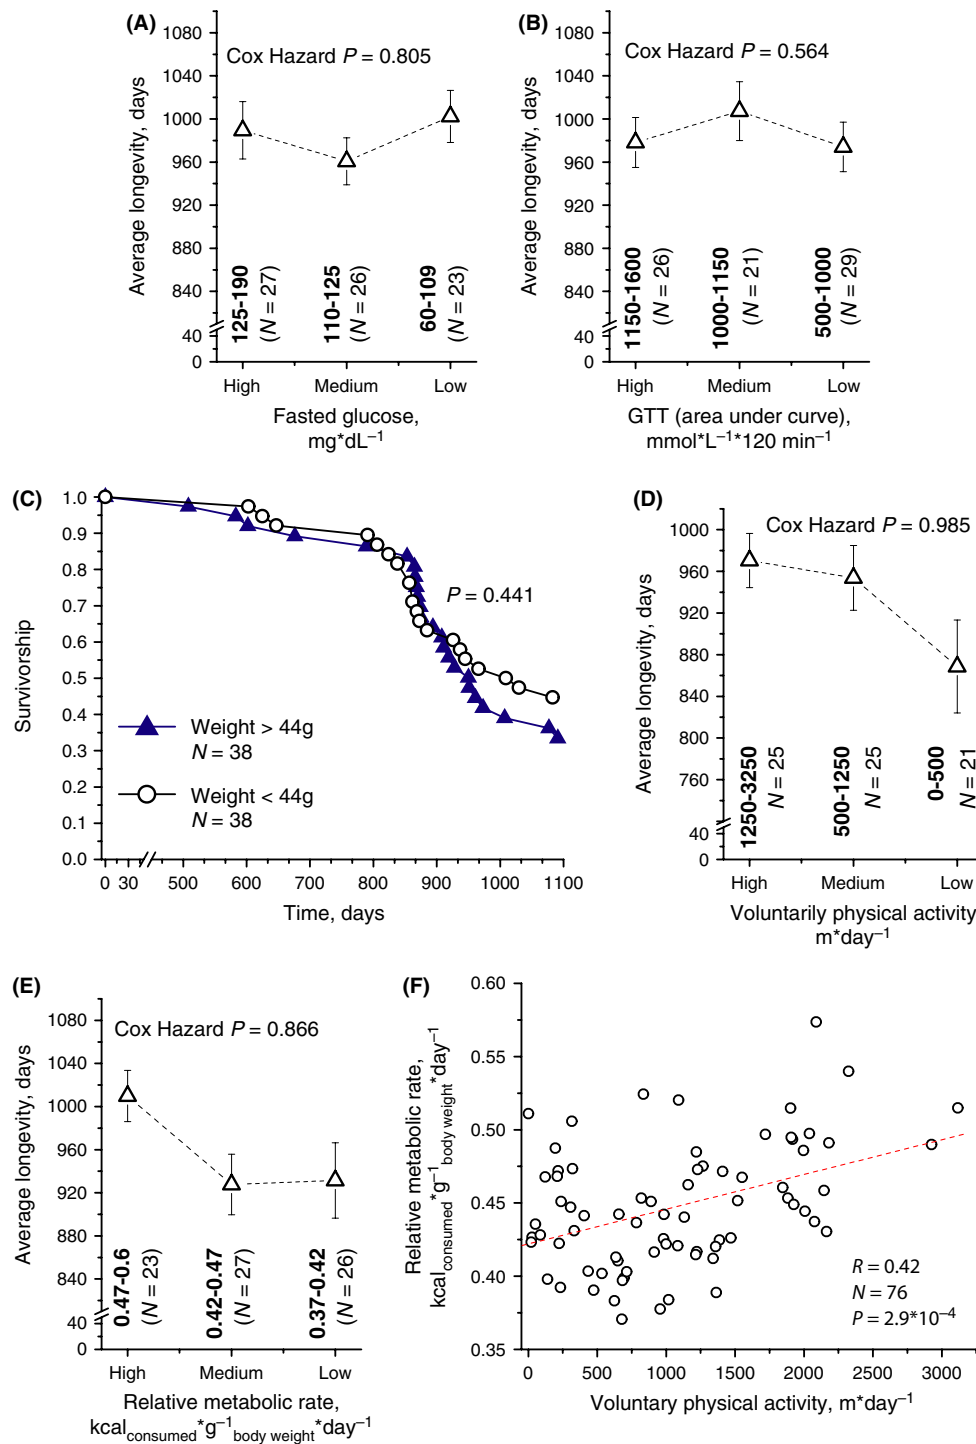 (A)
Cox Hazard P = 0.805
Average longevity, days
1080
1040
1000
960
920
880
840
40
0
125-190
(N = 27)
110-125
(N = 26)
60-109
(N = 23)
High
Medium
Low
Fasted glucose,
mg*dL–1
(B)
Cox Hazard P = 0.564
Average longevity, days
1080
1040
1000
960
920
880
840
40
0
1150-1600
(N = 26)
1000-1150
(N = 21)
500-1000
(N = 29)
High
Medium
Low
GTT (area under curve),
mmol*L–1*120 min–1
(C)
Survivorship
1.0
0.9
0.8
0.7
0.6
0.5
0.4
0.3
0.2
0.1
0.0
P = 0.441
Weight > 44g
N = 38
Weight < 44g
N = 38
0 30 500 600 700 800 900 1000 1100
Time, days
(D)
Cox Hazard P = 0.985
Average longevity, days
1000
960
920
880
840
800
760
40
0
1250-3250
N = 25
500-1250
N = 25
0-500
N = 21
High
Medium
Low
Voluntarily physical activity
m*day–1
(E)
Cox Hazard P = 0.866
Average longevity, days
1080
1040
1000
960
920
880
840
40
0
0.47-0.6
(N = 23)
0.42-0.47
(N = 27)
0.37-0.42
(N = 26)
High
Medium
Low
Relative metabolic rate,
kcalconsumed*g–1body weight*day–1
(F)
Relative metabolic rate,
kcalconsumed*g–1body weight*day–1
0.60
0.55
0.50
0.45
0.40
0.35
R = 0.42
N = 76
P = 2.9*10–4
0 500 1000 1500 2000 2500 3000
Voluntary physical activity, m*day–1